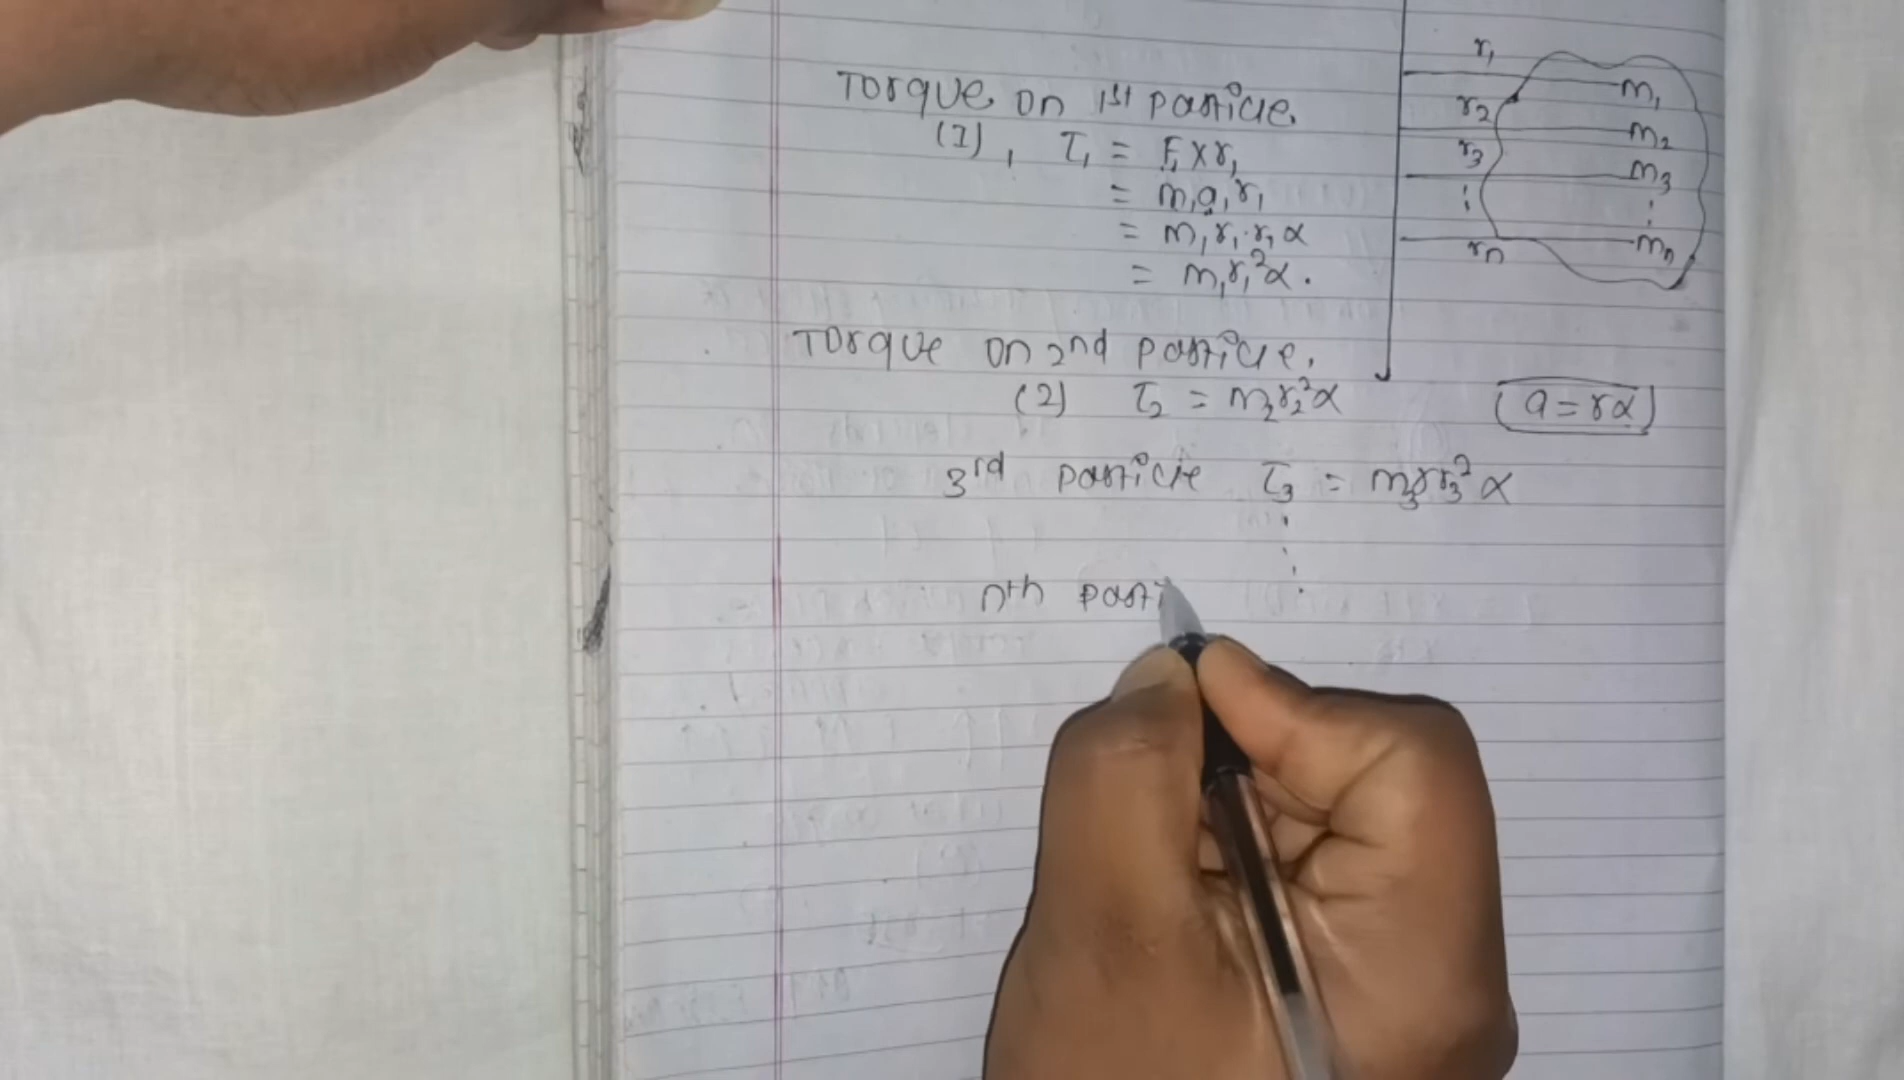 Torque on 1st particle.
(1), τ₁ = F₁ × r₁
= m₁a₁r₁
= m₁r₁·r₁α
= m₁r₁²α.
Torque on 2nd particle.
(2) τ₂ = m₂r₂²α
3rd particle τ₃ = m₃rr₃²α
nth parti
r₁
m₁
r₂
m₂
r₃
m₃
rn
mn
a = rα